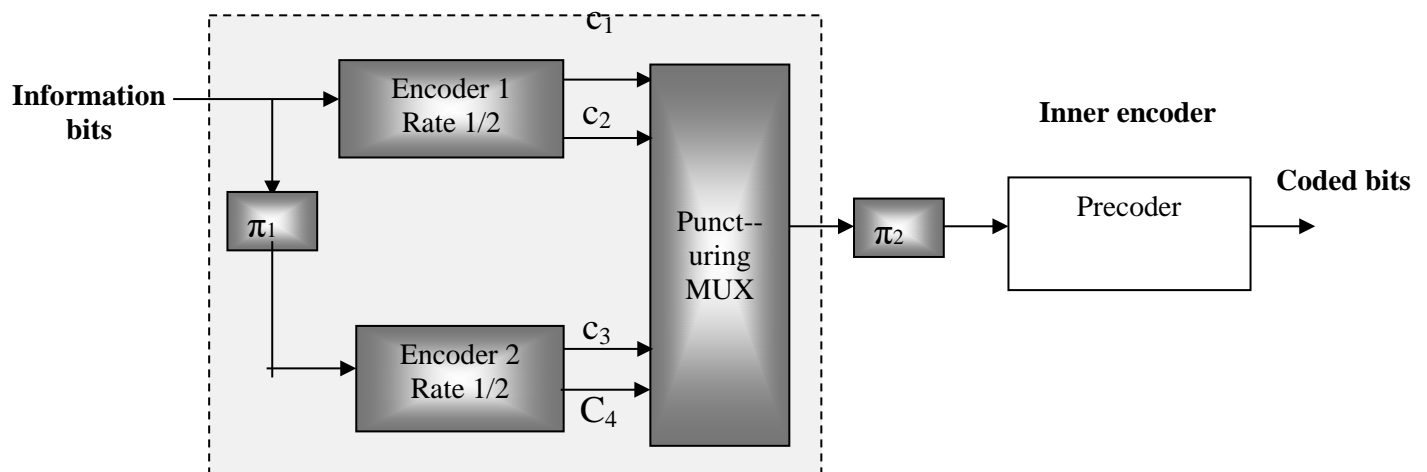 c1
Information
bits
Encoder 1
Rate 1/2
c2
Inner encoder
Coded bits
π1
Punct--
uring
MUX
π2
Precoder
Encoder 2
Rate 1/2
c3
C4